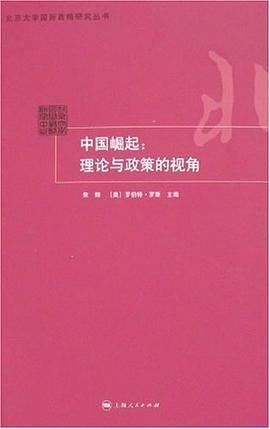 北京大学国际战略研究丛书
北
中国崛起：
理论与政策的视角
朱锋 [美] 罗伯特·罗斯 主编
上海人民出版社